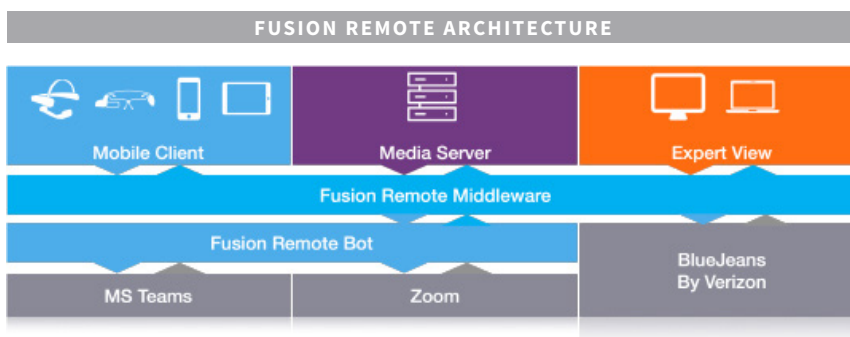 FUSION REMOTE ARCHITECTURE
Mobile Client
Media Server
Expert View
Fusion Remote Middleware
Fusion Remote Bot
BlueJeans
By Verizon
MS Teams
Zoom